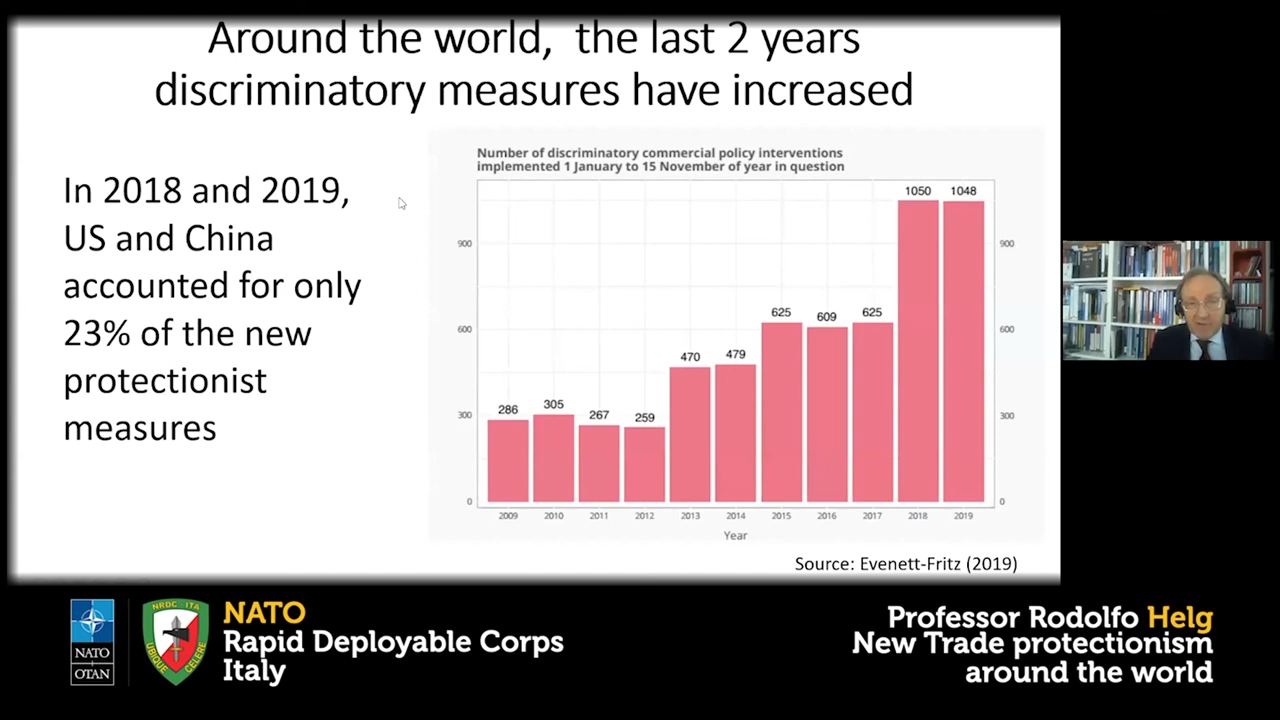 Around the world,  the last 2 years
discriminatory measures have increased
In 2018 and 2019,
US and China
accounted for only
23% of the new
protectionist
measures
Number of discriminatory commercial policy interventions
implemented 1 January to 15 November of year in question
1050 1048
900 900
625 609 625
600 600
470 479
286 305 267 259
300 300
0 0
2009 2010 2011 2012 2013 2014 2015 2016 2017 2018 2019
Year
Source: Evenett-Fritz (2019)
NATO
OTAN
NRDC - ITA
UBIQUE CELERE
NATO
Rapid Deployable Corps
Italy
Professor Rodolfo Helg
New Trade protectionism
around the world